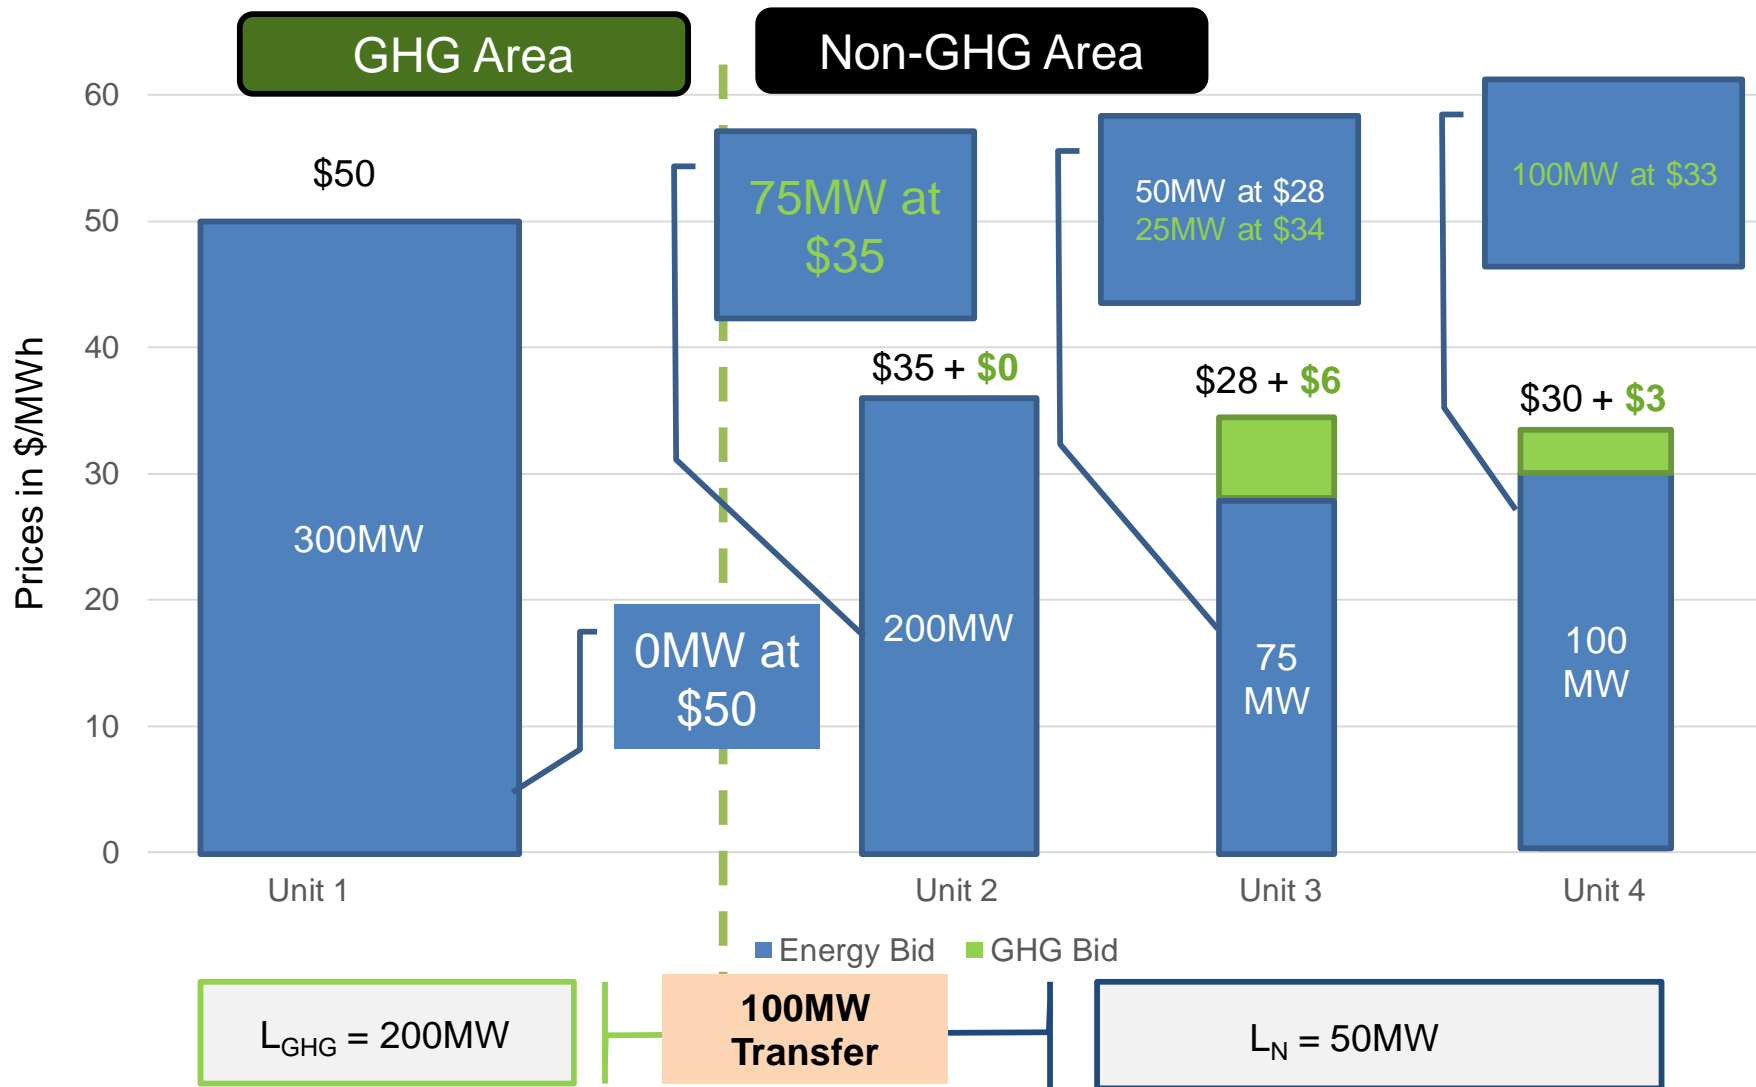 GHG Area
Non-GHG Area
Prices in $/MWh
60
50
40
30
20
10
0
$50
300MW
0MW at
$50
75MW at
$35
$35 + $0
200MW
50MW at $28
25MW at $34
$28 + $6
75
MW
100MW at $33
$30 + $3
100
MW
Unit 1
Unit 2
Unit 3
Unit 4
Energy Bid
GHG Bid
L_GHG = 200MW
100MW
Transfer
L_N = 50MW